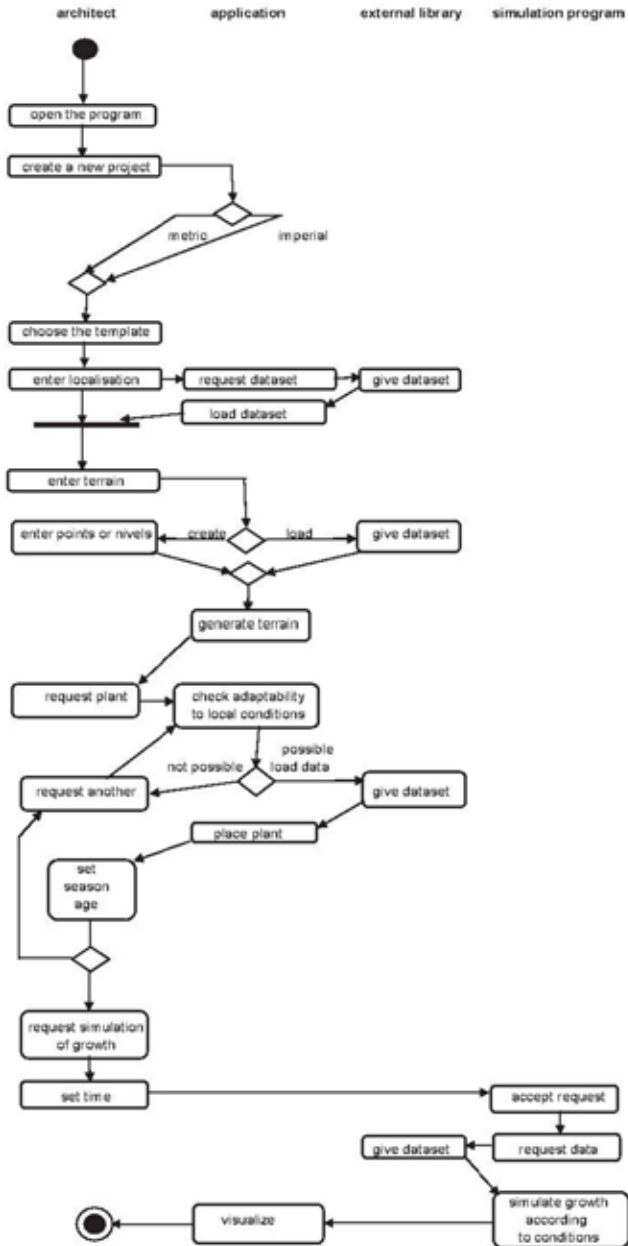 architect
application
external library
simulation program
open the program
create a new project
metric
imperial
choose the template
enter localisation
request dataset
give dataset
load dataset
enter terrain
enter points or nivels
create
load
give dataset
generate terrain
request plant
check adaptability
to local conditions
not possible
possible
load data
request another
give dataset
place plant
set
season
age
request simulation
of growth
set time
accept request
give dataset
request data
simulate growth
according
to conditions
visualize